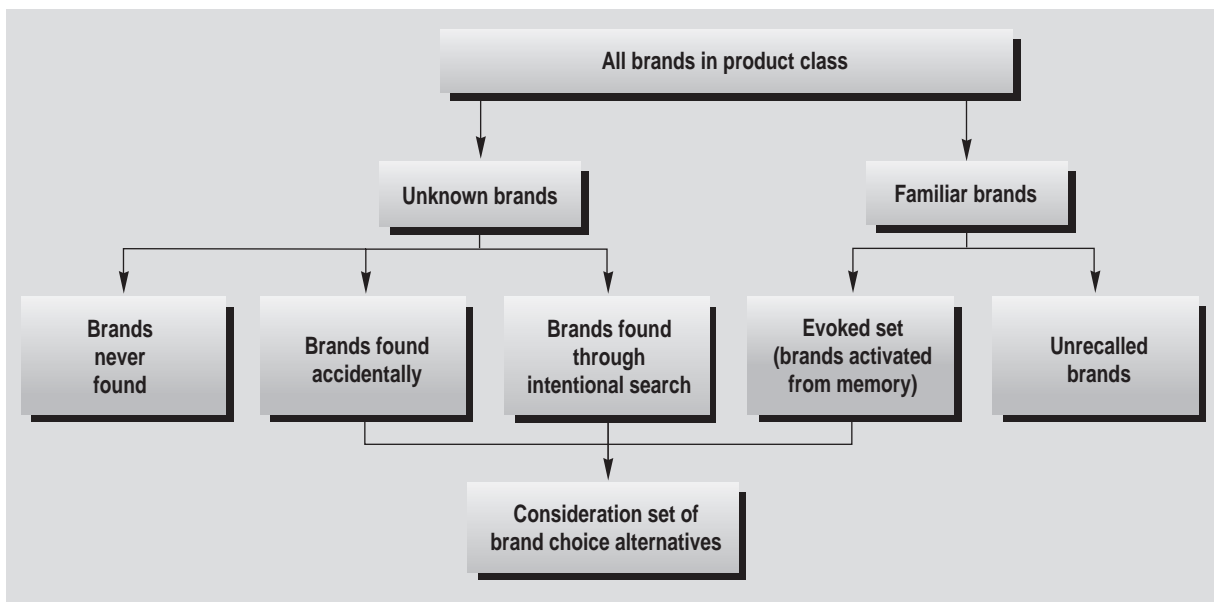 All brands in product class
Unknown brands
Familiar brands
Brands
never
found
Brands found
accidentally
Brands found
through
intentional search
Evoked set
(brands activated
from memory)
Unrecalled
brands
Consideration set of
brand choice alternatives